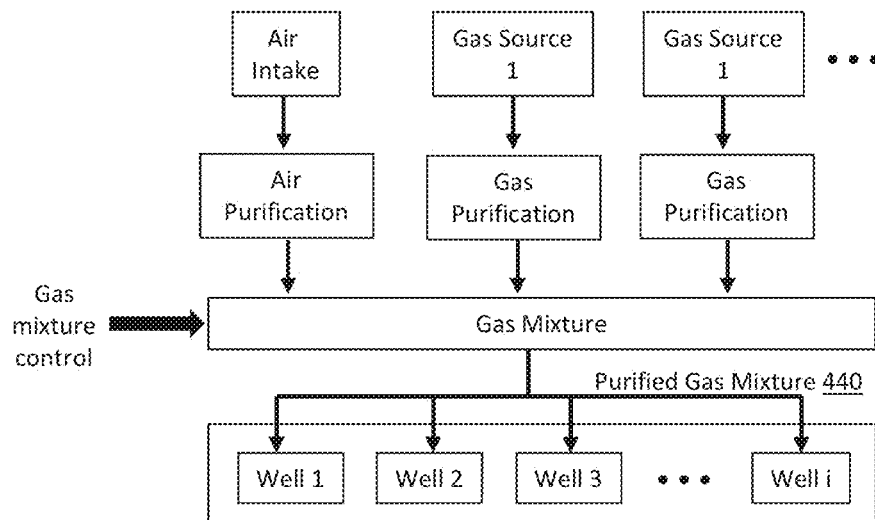 Air
Intake
Gas Source
1
Gas Source
1
Air
Purification
Gas
Purification
Gas
Purification
Gas
mixture
control
Gas Mixture
Purified Gas Mixture 440
Well 1
Well 2
Well 3
Well i